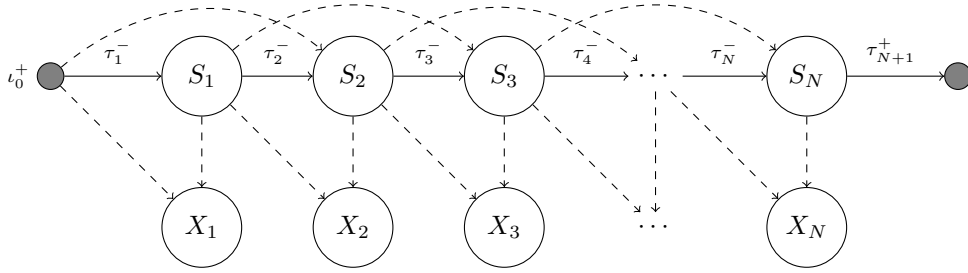 ι₀⁺ τ₁⁻ S₁ τ₂⁻ S₂ τ₃⁻ S₃ τ₄⁻ ⋯ τ_N⁻ S_N τ_{N+1}⁺
X₁ X₂ X₃ ⋯ X_N